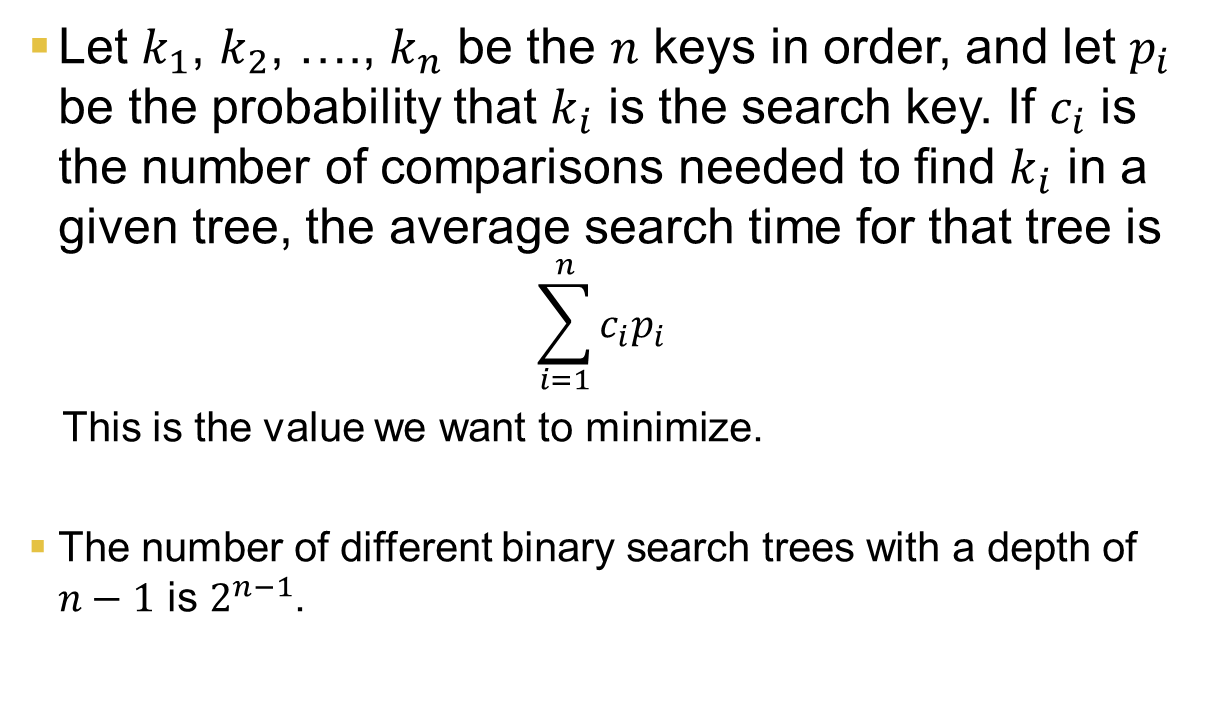 ▪ Let k₁, k₂, …., kₙ be the n keys in order, and let pᵢ
be the probability that kᵢ is the search key. If cᵢ is
the number of comparisons needed to find kᵢ in a
given tree, the average search time for that tree is
n
∑ cᵢpᵢ
i=1
This is the value we want to minimize.
▪ The number of different binary search trees with a depth of
n − 1 is 2ⁿ⁻¹.